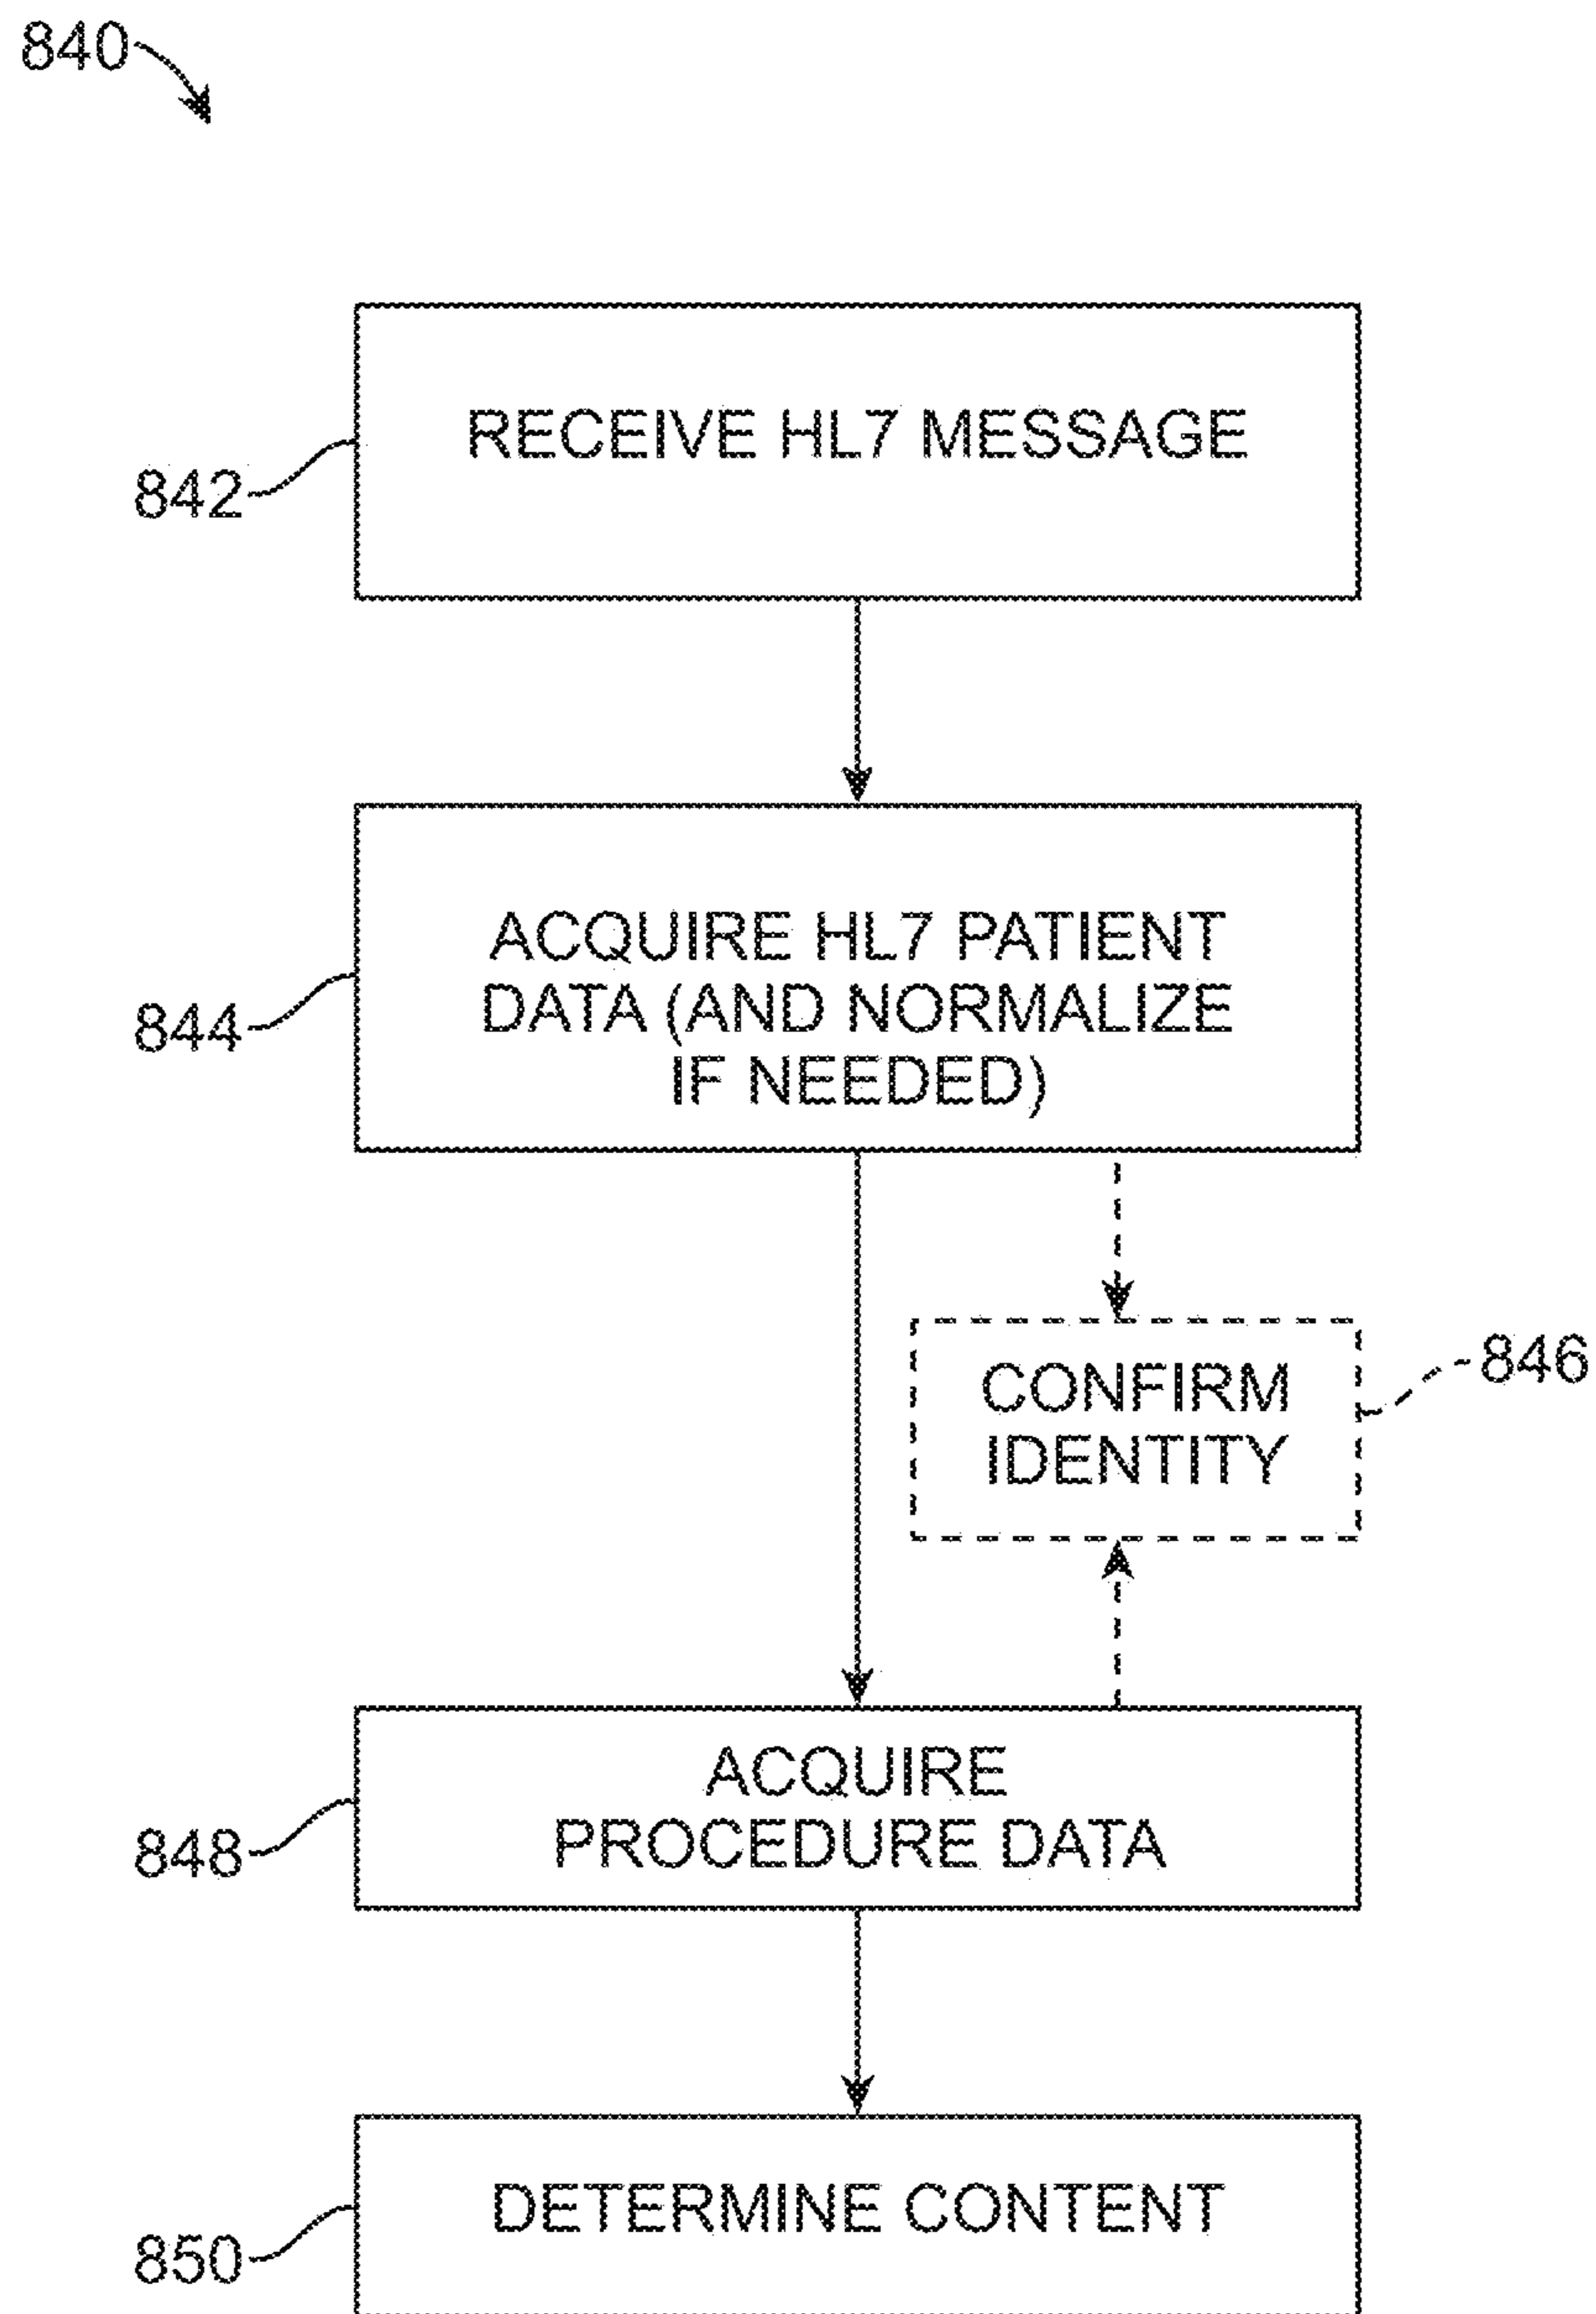 840
RECEIVE HL7 MESSAGE
842
ACQUIRE HL7 PATIENT
DATA (AND NORMALIZE
IF NEEDED)
844
CONFIRM
IDENTITY
846
ACQUIRE
PROCEDURE DATA
848
DETERMINE CONTENT
850